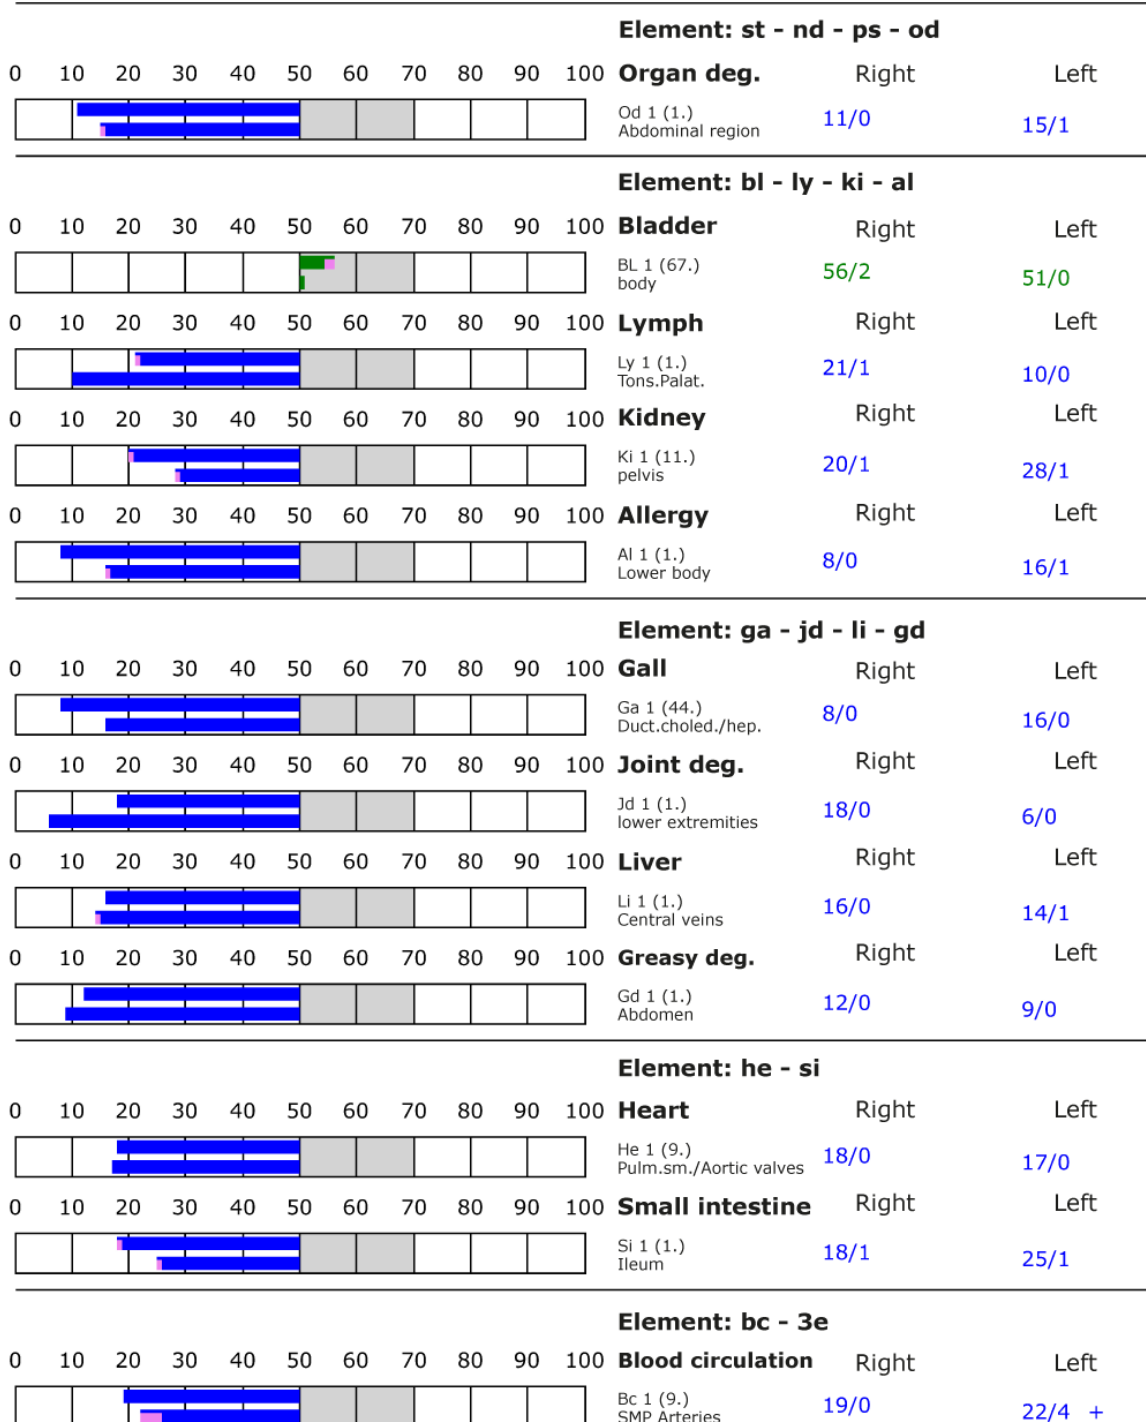 Element: st - nd - ps - od
0 10 20 30 40 50 60 70 80 90 100 Organ deg. Right Left
Od 1 (1.) 11/0 15/1
Abdominal region
Element: bl - ly - ki - al
0 10 20 30 40 50 60 70 80 90 100 Bladder Right Left
BL 1 (67.) 56/2 51/0
body
0 10 20 30 40 50 60 70 80 90 100 Lymph Right Left
Ly 1 (1.) 21/1 10/0
Tons.Palat.
0 10 20 30 40 50 60 70 80 90 100 Kidney Right Left
Ki 1 (11.) 20/1 28/1
pelvis
0 10 20 30 40 50 60 70 80 90 100 Allergy Right Left
Al 1 (1.) 8/0 16/1
Lower body
Element: ga - jd - li - gd
0 10 20 30 40 50 60 70 80 90 100 Gall Right Left
Ga 1 (44.) 8/0 16/0
Duct.choled./hep.
0 10 20 30 40 50 60 70 80 90 100 Joint deg. Right Left
Jd 1 (1.) 18/0 6/0
lower extremities
0 10 20 30 40 50 60 70 80 90 100 Liver Right Left
Li 1 (1.) 16/0 14/1
Central veins
0 10 20 30 40 50 60 70 80 90 100 Greasy deg. Right Left
Gd 1 (1.) 12/0 9/0
Abdomen
Element: he - si
0 10 20 30 40 50 60 70 80 90 100 Heart Right Left
He 1 (9.) 18/0 17/0
Pulm.sm./Aortic valves
0 10 20 30 40 50 60 70 80 90 100 Small intestine Right Left
Si 1 (1.) 18/1 25/1
Ileum
Element: bc - 3e
0 10 20 30 40 50 60 70 80 90 100 Blood circulation Right Left
Bc 1 (9.) 19/0 22/4 +
SMP Arteries